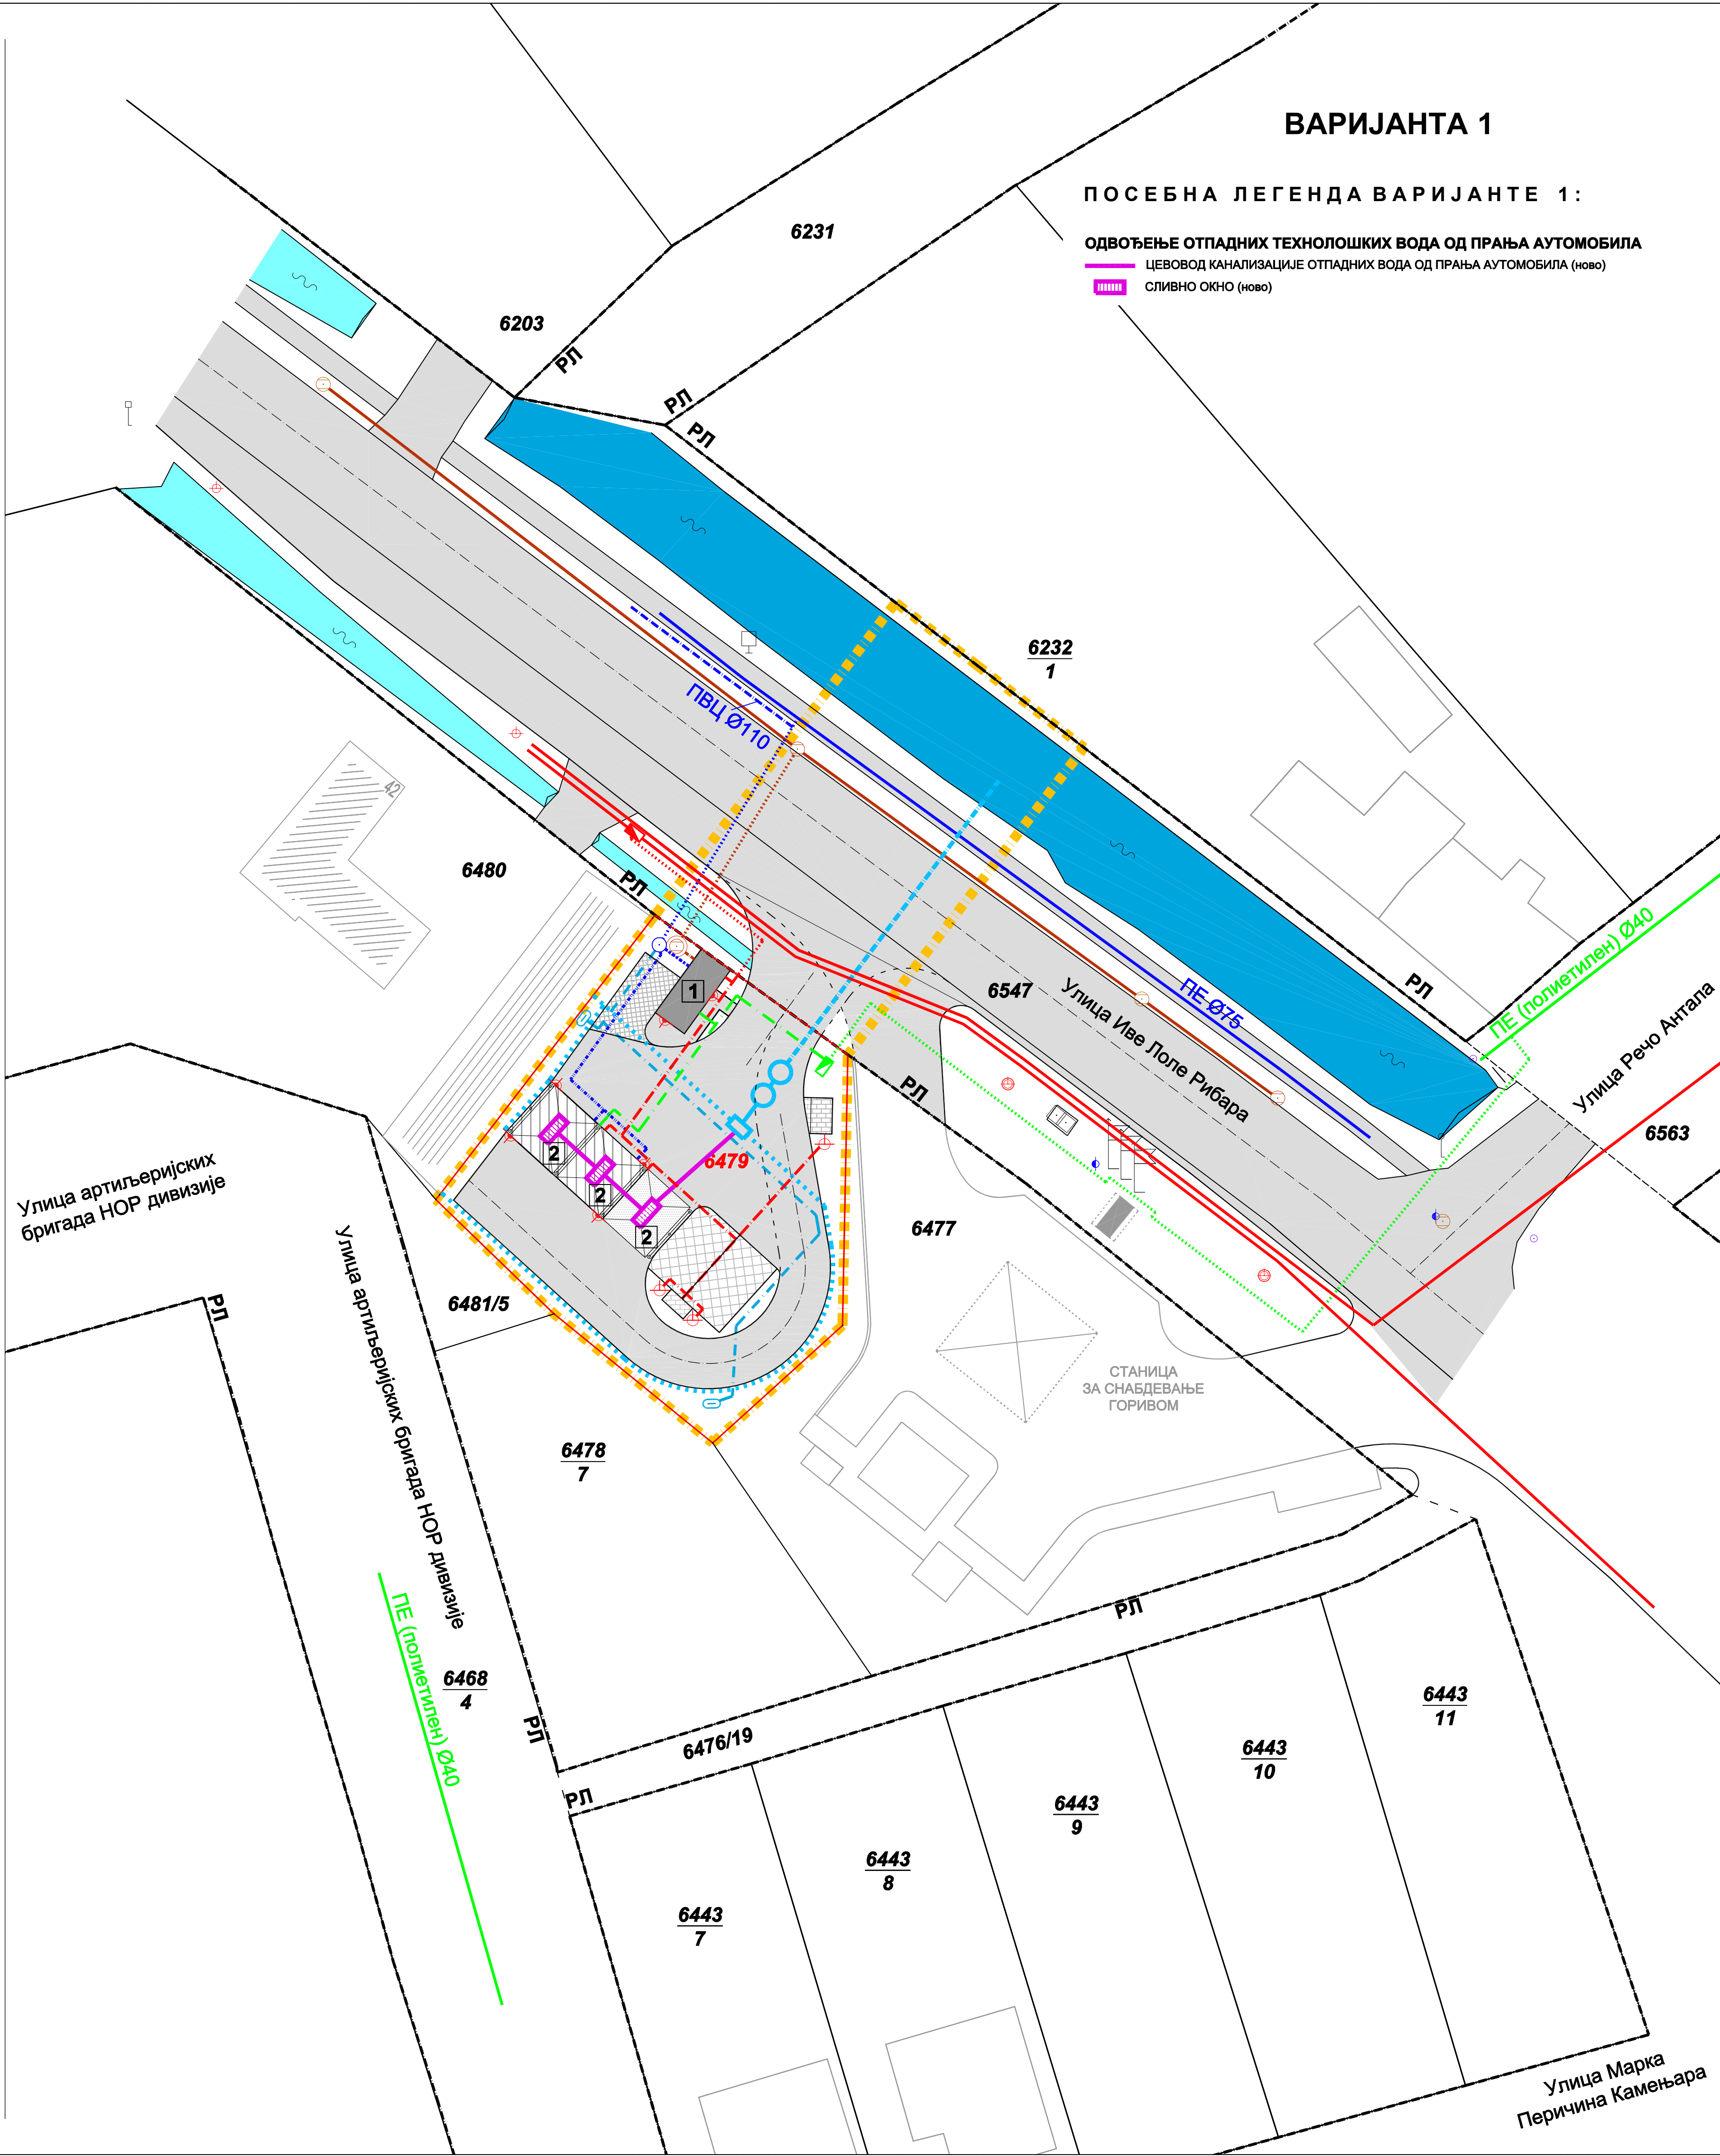 ВАРИЈАНТА 1
ПОСЕБНА ЛЕГЕНДА ВАРИЈАНТЕ 1:
ОДВОЂЕЊЕ ОТПАДНИХ ТЕХНОЛОШКИХ ВОДА ОД ПРАЊА АУТОМОБИЛА
ЦЕВОВОД КАНАЛИЗАЦИЈЕ ОТПАДНИХ ВОДА ОД ПРАЊА АУТОМОБИЛА (ново)
СЛИВНО ОКНО (ново)
6231
6203
РЛ
РЛ
РЛ
6232
1
ПВЦ Ø110
42
6480
РЛ
1
6547
Улица Иве Лоле Рибара
ПЕ Ø75
РЛ
ПЕ (полиетилен) Ø40
Улица Речо Антала
6563
РЛ
2
2
2
6479
6477
Улица артиљеријских
бригада НОР дивизије
Улица артиљеријских бригада НОР дивизије
РЛ
6481/5
СТАНИЦА
ЗА СНАБДЕВАЊЕ
ГОРИВОМ
6478
7
ПЕ (полиетилен) Ø40
6468
4
РЛ
РЛ
РЛ
6476/19
6443
11
6443
10
6443
9
6443
8
6443
7
Улица Марка
Перичина Камењара